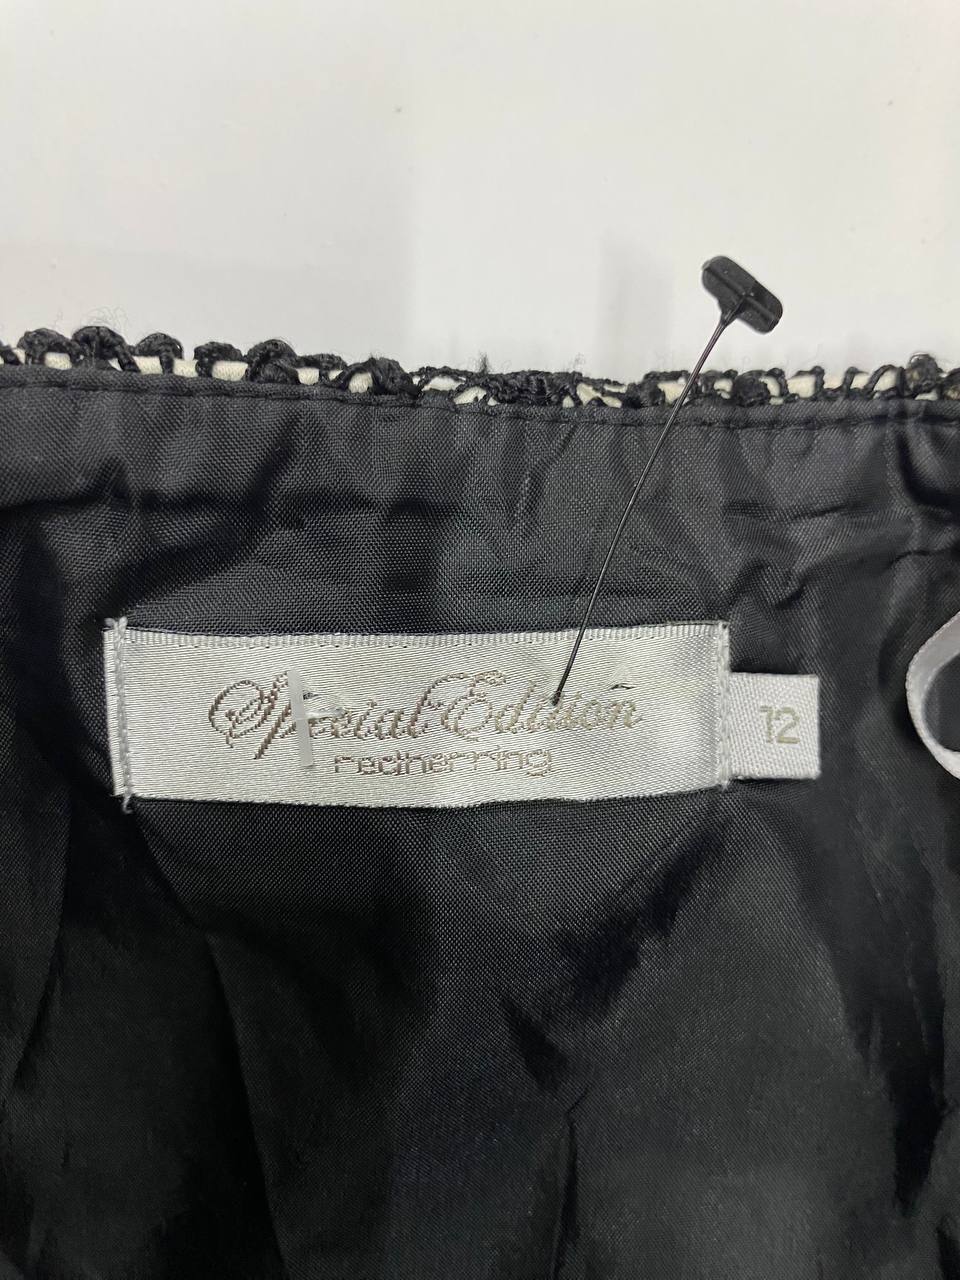 Special Edition
redherring
12